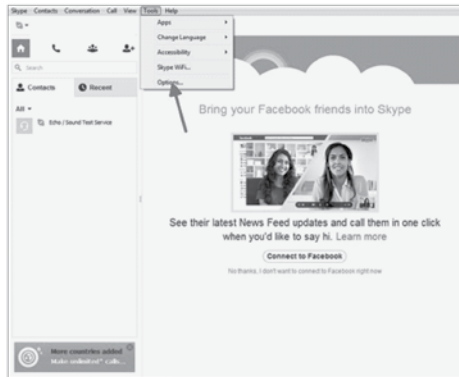 Skype Contacts Conversation Call View Tools Help
Apps
Change Language
Accessibility
Skype WiFi...
Options...
Search
Contacts
Recent
All
Echo / Sound Test Service
Bring your Facebook friends into Skype
See their latest News Feed updates and call them in one click
when you'd like to say hi. Learn more
Connect to Facebook
No thanks, I don't want to connect to Facebook right now
More countries added
Make unlimited* calls...